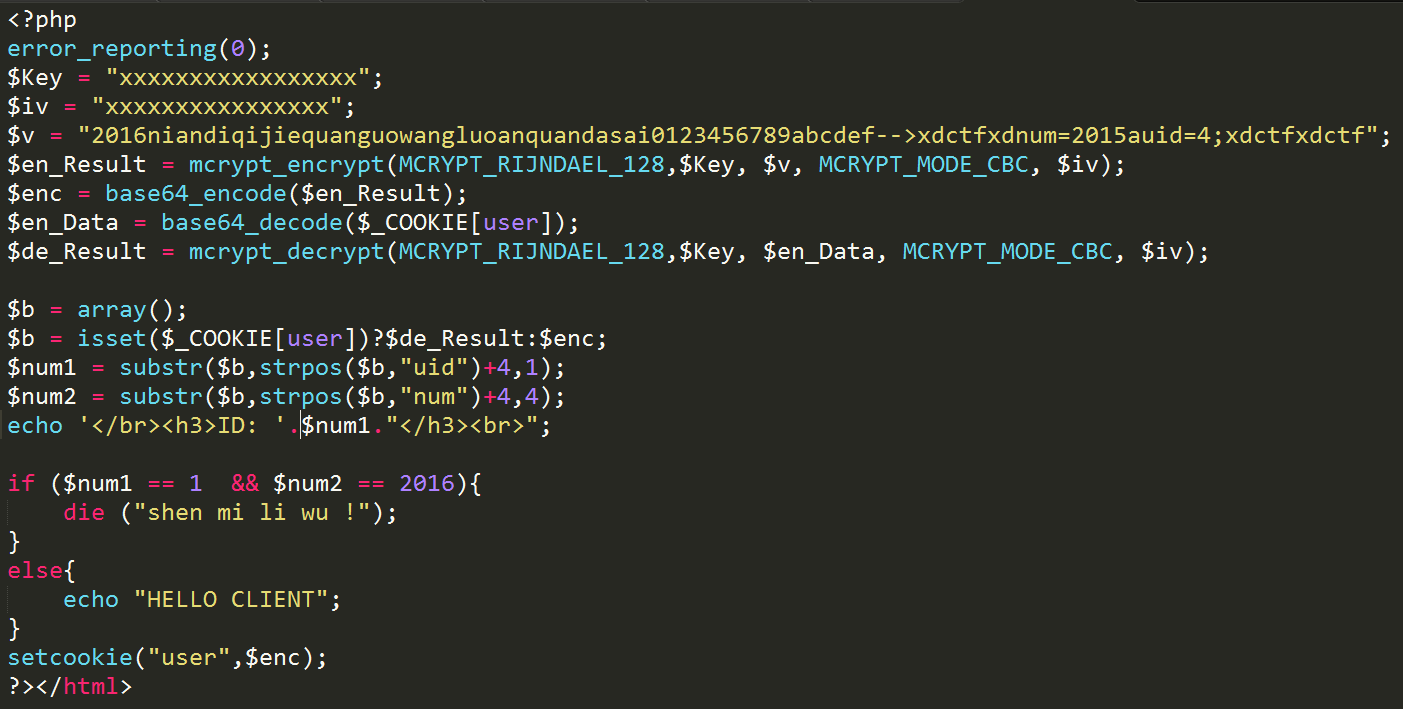 <?php
error_reporting(0);
$Key = "xxxxxxxxxxxxxxxxx";
$iv = "xxxxxxxxxxxxxxxx";
$v = "2016niandiqijiequanguowangluoanquandasai0123456789abcdef-->xdctfxdnum=2015auid=4;xdctfxdctf";
$en_Result = mcrypt_encrypt(MCRYPT_RIJNDAEL_128,$Key, $v, MCRYPT_MODE_CBC, $iv);
$enc = base64_encode($en_Result);
$en_Data = base64_decode($_COOKIE[user]);
$de_Result = mcrypt_decrypt(MCRYPT_RIJNDAEL_128,$Key, $en_Data, MCRYPT_MODE_CBC, $iv);
$b = array();
$b = isset($_COOKIE[user])?$de_Result:$enc;
$num1 = substr($b,strpos($b,"uid")+4,1);
$num2 = substr($b,strpos($b,"num")+4,4);
echo '</br><h3>ID: '.$num1."</h3><br>";
if ($num1 == 1  && $num2 == 2016){
    die ("shen mi li wu !");
}
else{
    echo "HELLO CLIENT";
}
setcookie("user",$enc);
?></html>